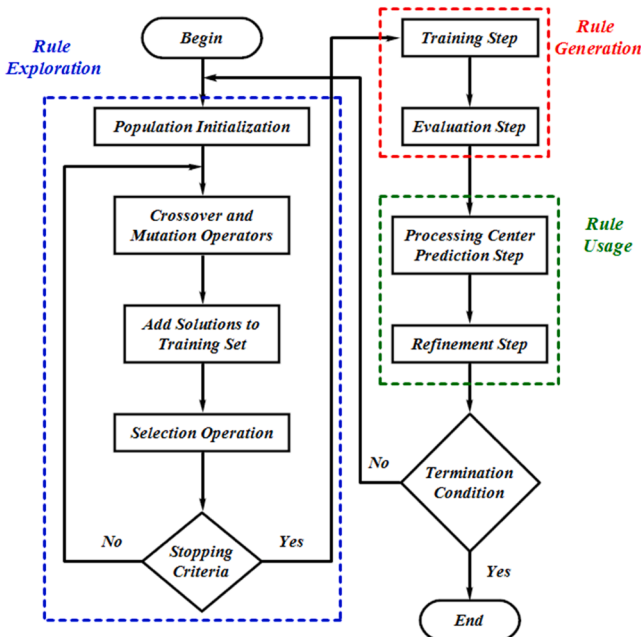 Rule
Exploration
Begin
Population Initialization
Crossover and
Mutation Operators
Add Solutions to
Training Set
Selection Operation
Stopping
Criteria
No
Yes
Rule
Generation
Training Step
Evaluation Step
Rule
Usage
Processing Center
Prediction Step
Refinement Step
Termination
Condition
No
Yes
End